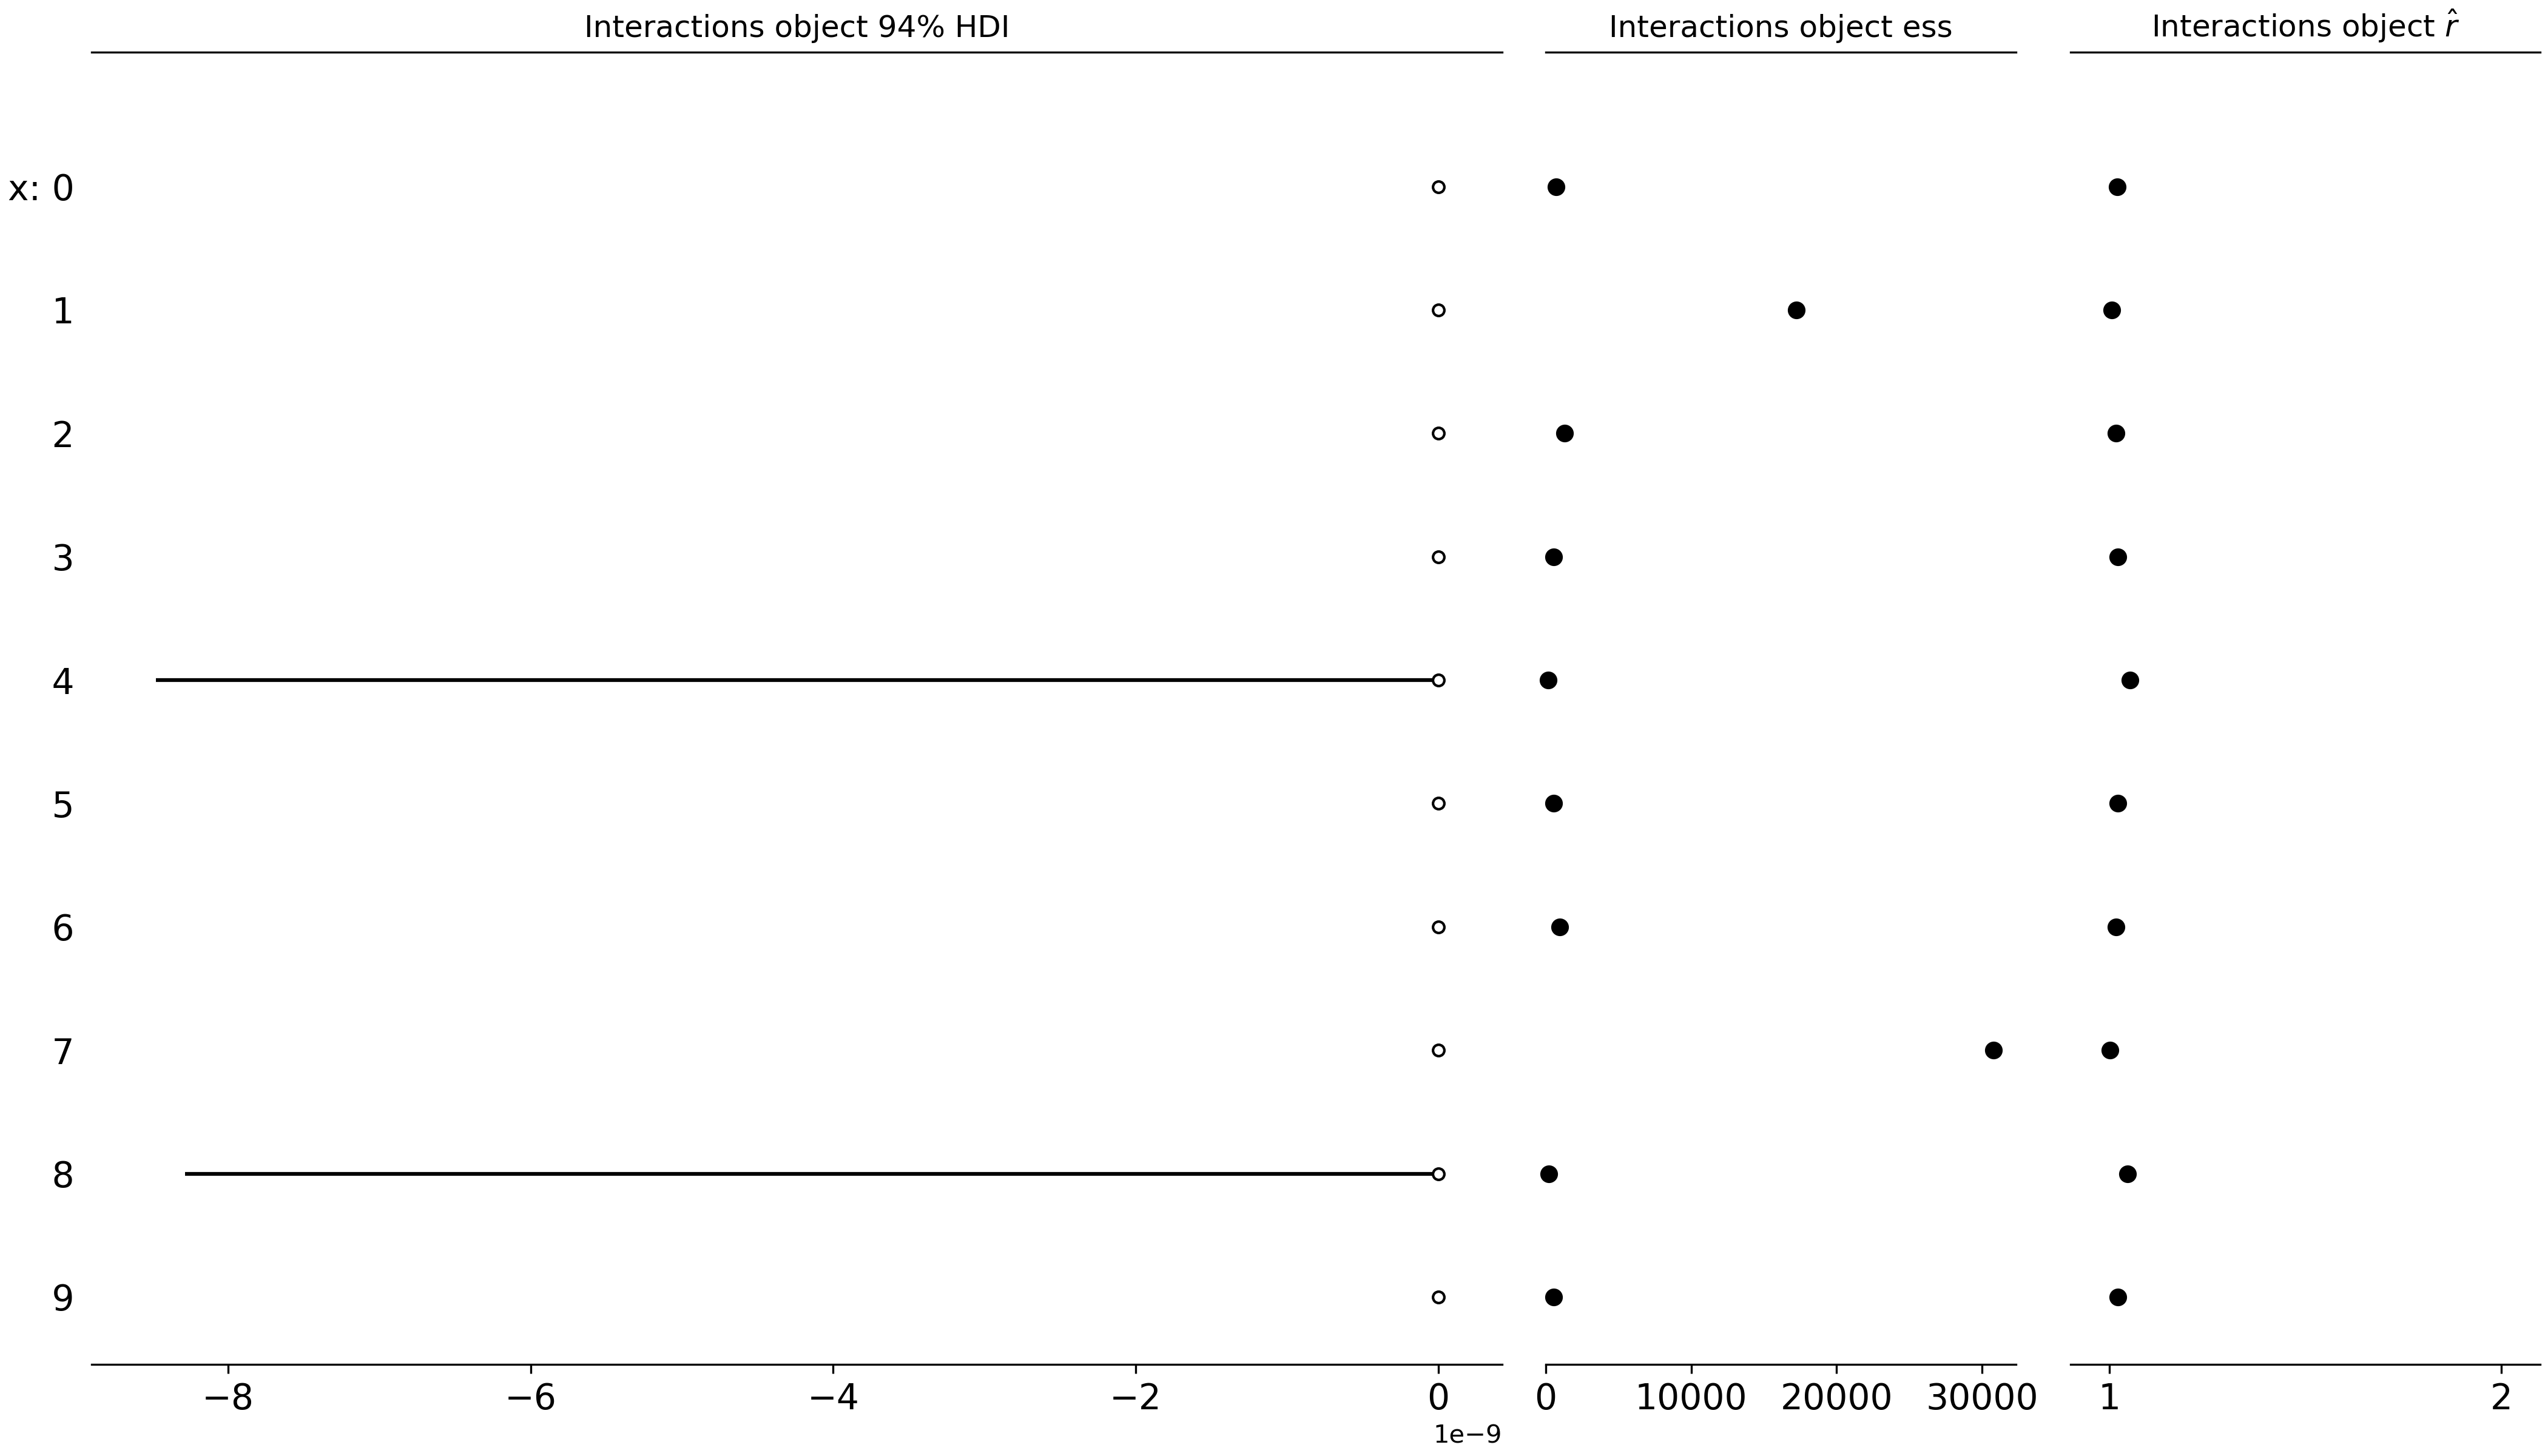 Interactions object 94% HDI
Interactions object ess
Interactions object r̂
x: 0
1
2
3
4
5
6
7
8
9
−8 −6 −4 −2 0
1e−9
0 10000 20000 30000
1 2